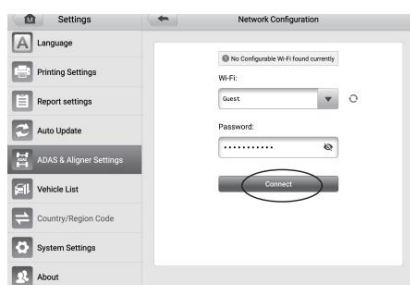 Settings
Network Configuration
Language
Printing Settings
Report settings
Auto Update
ADAS & Aligner Settings
Vehicle List
Country/Region Code
System Settings
About
No Configurable Wi-Fi found currently
Wi-Fi:
Guest
Password:
•••••••••••
Connect